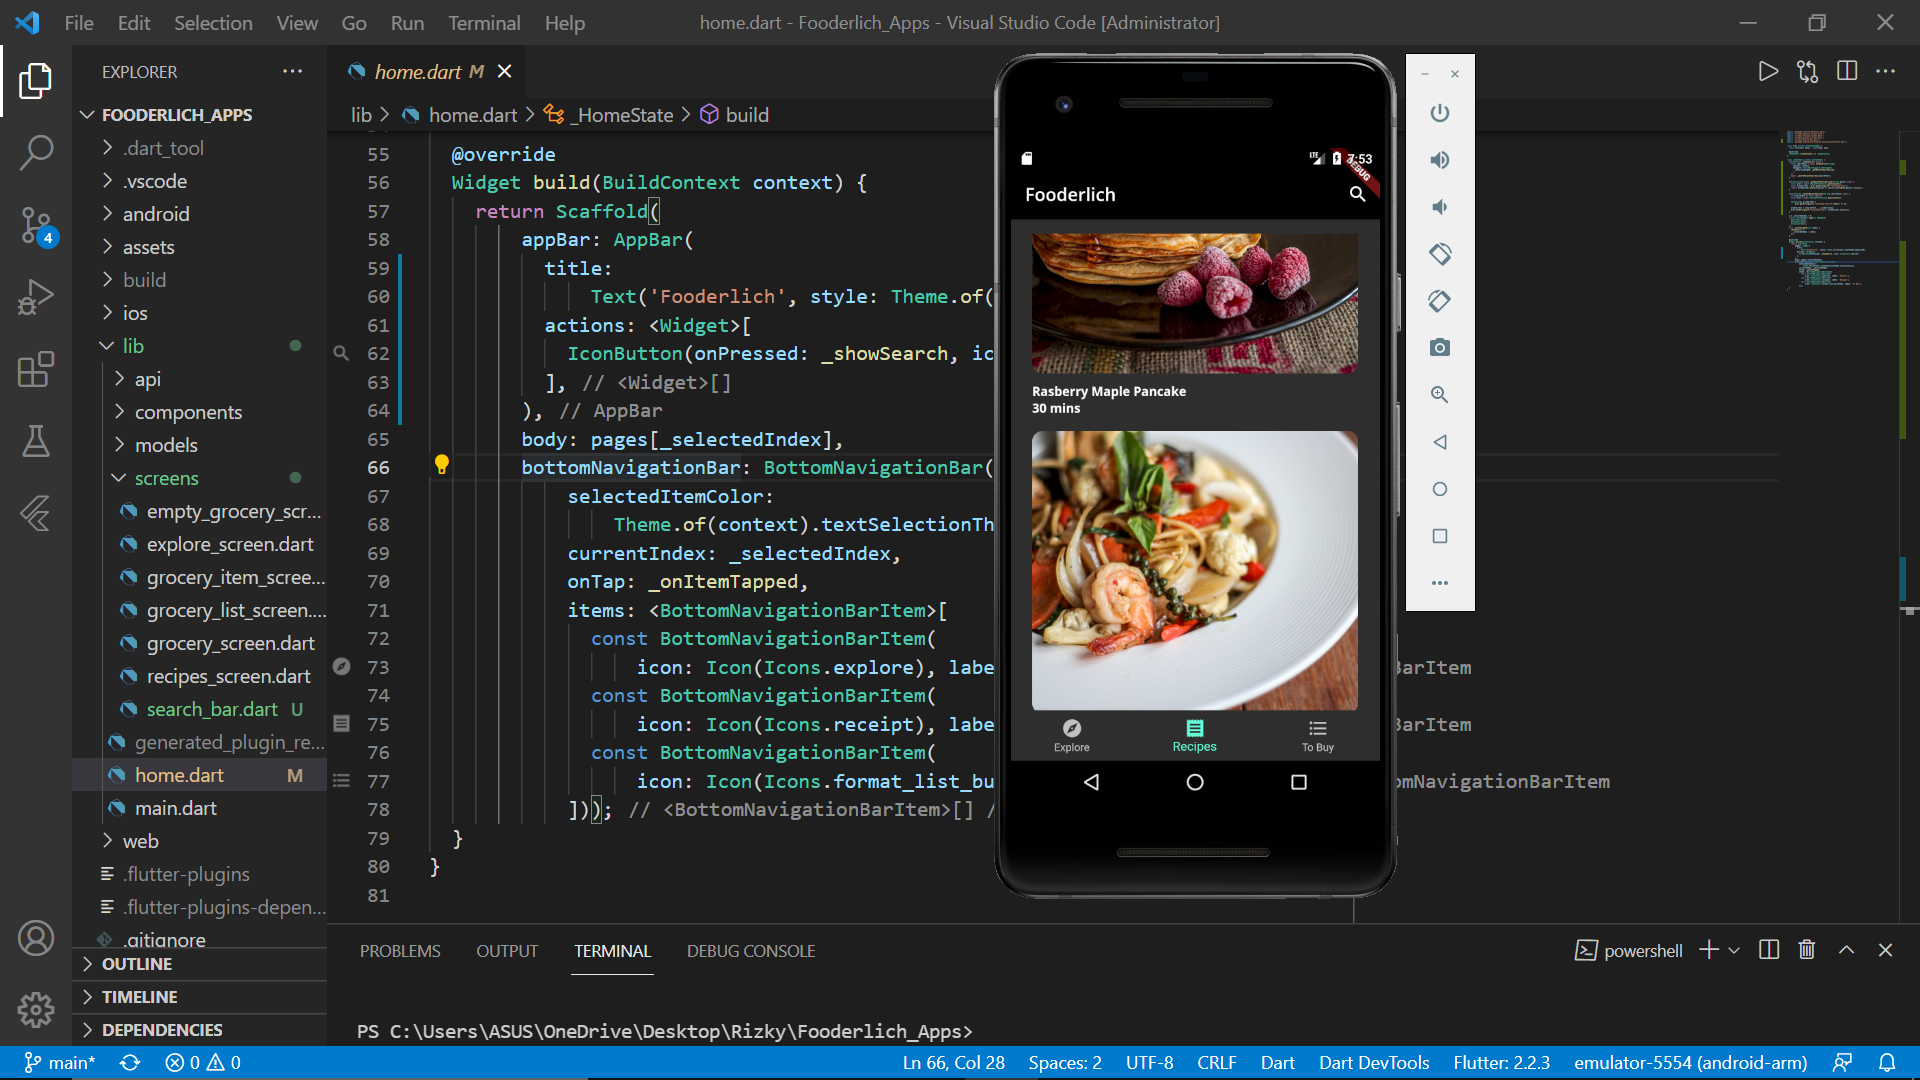 File Edit Selection View Go Run Terminal Help
home.dart - Fooderlich_Apps - Visual Studio Code [Administrator]
EXPLORER
FOODERLICH_APPS
.dart_tool
.vscode
android
assets
build
ios
lib
api
components
models
screens
empty_grocery_scr...
explore_screen.dart
grocery_item_scree...
grocery_list_screen....
grocery_screen.dart
recipes_screen.dart
search_bar.dart U
generated_plugin_re...
home.dart M
main.dart
web
.flutter-plugins
.flutter-plugins-depen...
.gitignore
OUTLINE
TIMELINE
DEPENDENCIES
4
home.dart M
lib > home.dart > _HomeState > build
55 @override
56 Widget build(BuildContext context) {
57 return Scaffold(
58 appBar: AppBar(
59 title:
60 Text('Fooderlich', style: Theme.of(
61 actions: <Widget>[
62 IconButton(onPressed: _showSearch, ic
63 ], // <Widget>[]
64 ), // AppBar
65 body: pages[_selectedIndex],
66 bottomNavigationBar: BottomNavigationBar(
67 selectedItemColor:
68 Theme.of(context).textSelectionTh
69 currentIndex: _selectedIndex,
70 onTap: _onItemTapped,
71 items: <BottomNavigationBarItem>[
72 const BottomNavigationBarItem(
73 icon: Icon(Icons.explore), labe
74 const BottomNavigationBarItem(
75 icon: Icon(Icons.receipt), labe
76 const BottomNavigationBarItem(
77 icon: Icon(Icons.format_list_bu
78 ])); // <BottomNavigationBarItem>[] /
79 }
80 }
81
BarItem
BarItem
omNavigationBarItem
LTE 7:53
DEBUG
Fooderlich
Rasberry Maple Pancake
30 mins
Explore Recipes To Buy
PROBLEMS OUTPUT TERMINAL DEBUG CONSOLE
powershell
PS C:\Users\ASUS\OneDrive\Desktop\Rizky\Fooderlich_Apps>
main* 0 0
Ln 66, Col 28 Spaces: 2 UTF-8 CRLF Dart Dart DevTools Flutter: 2.2.3 emulator-5554 (android-arm)